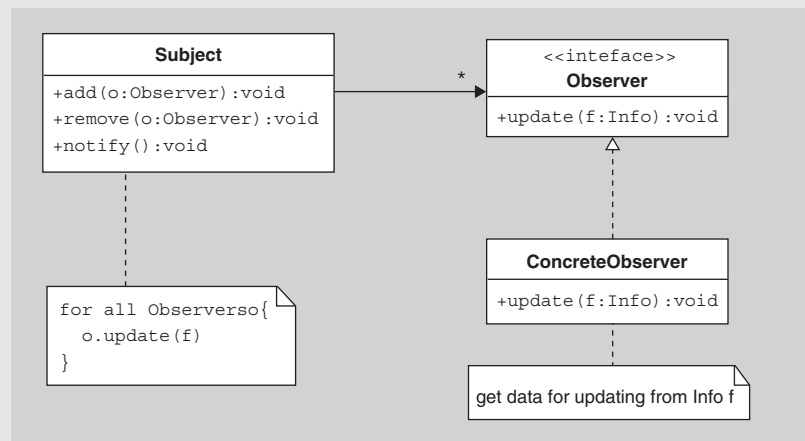 Subject
+add(o:Observer):void
+remove(o:Observer):void
+notify():void
*
<<inteface>>
Observer
+update(f:Info):void
ConcreteObserver
+update(f:Info):void
for all Observerso{
o.update(f)
}
get data for updating from Info f